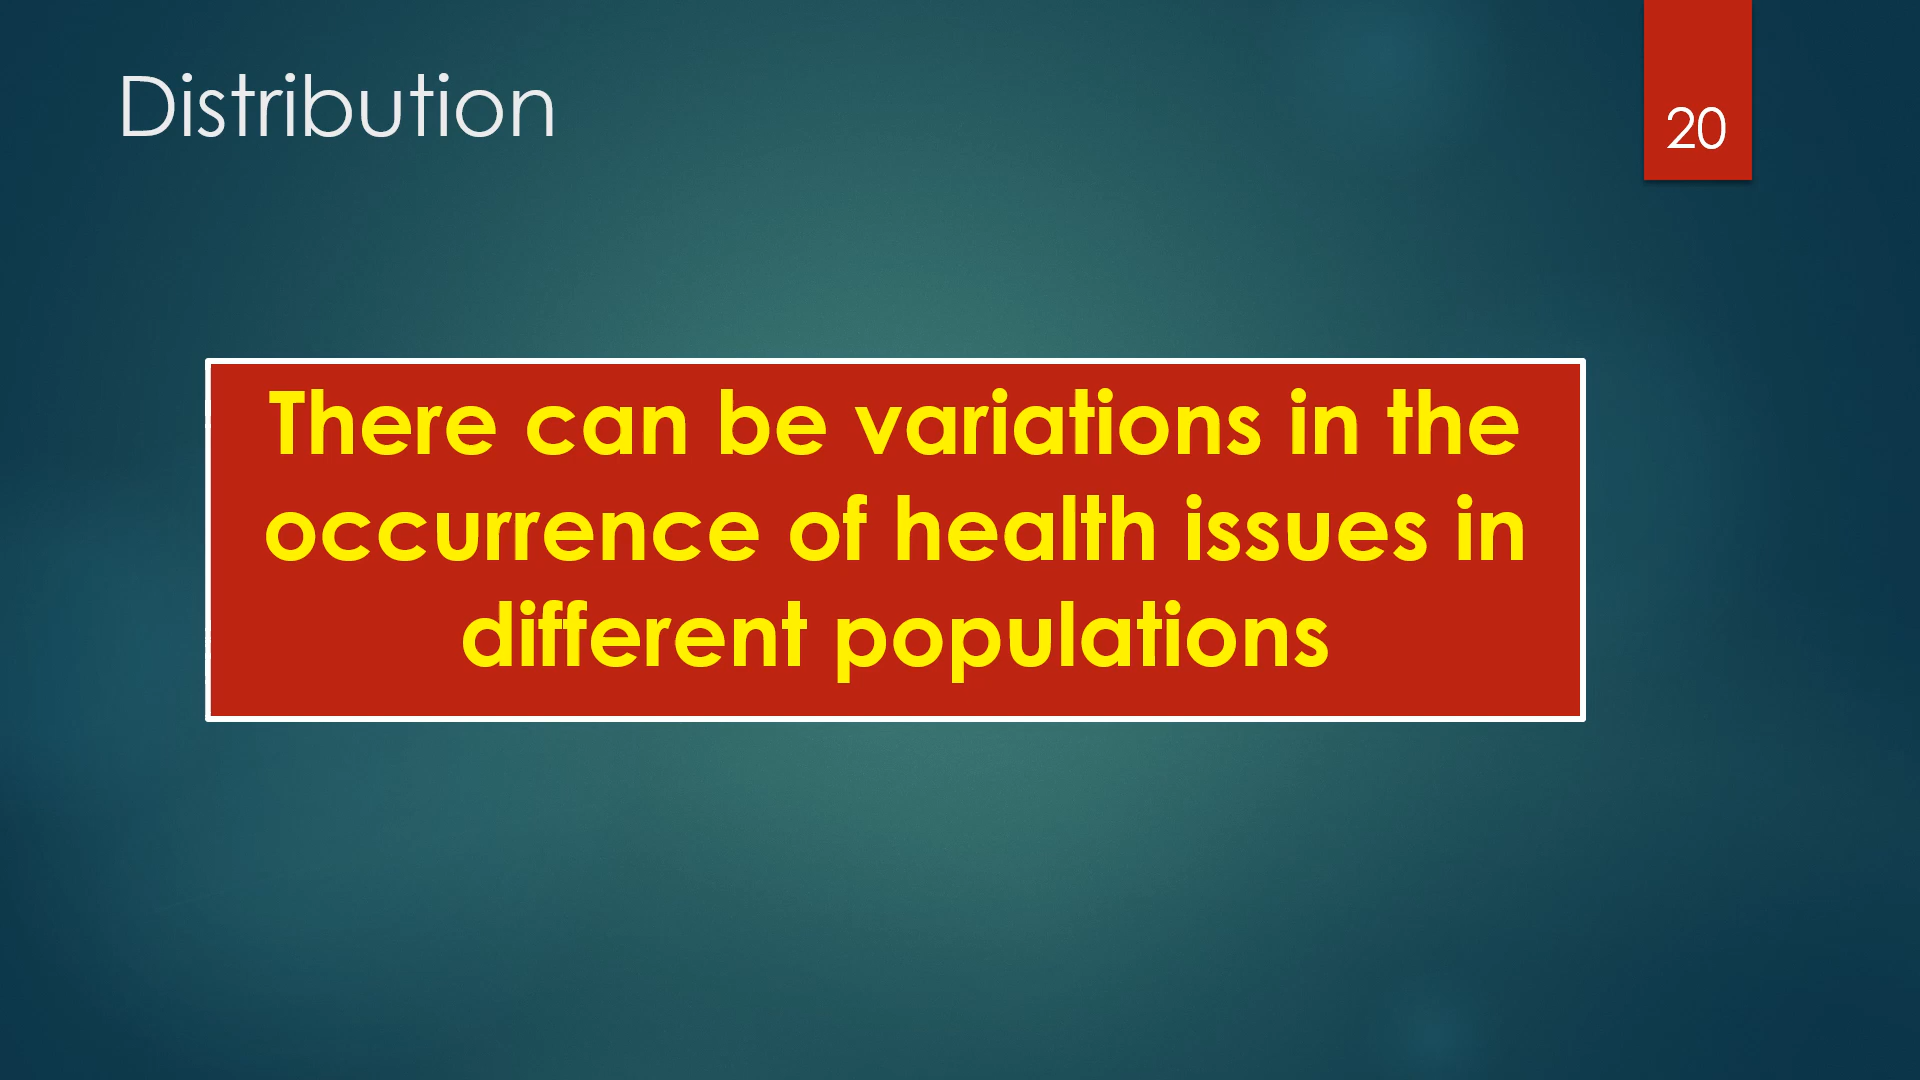 Distribution
20
There can be variations in the
occurrence of health issues in
different populations